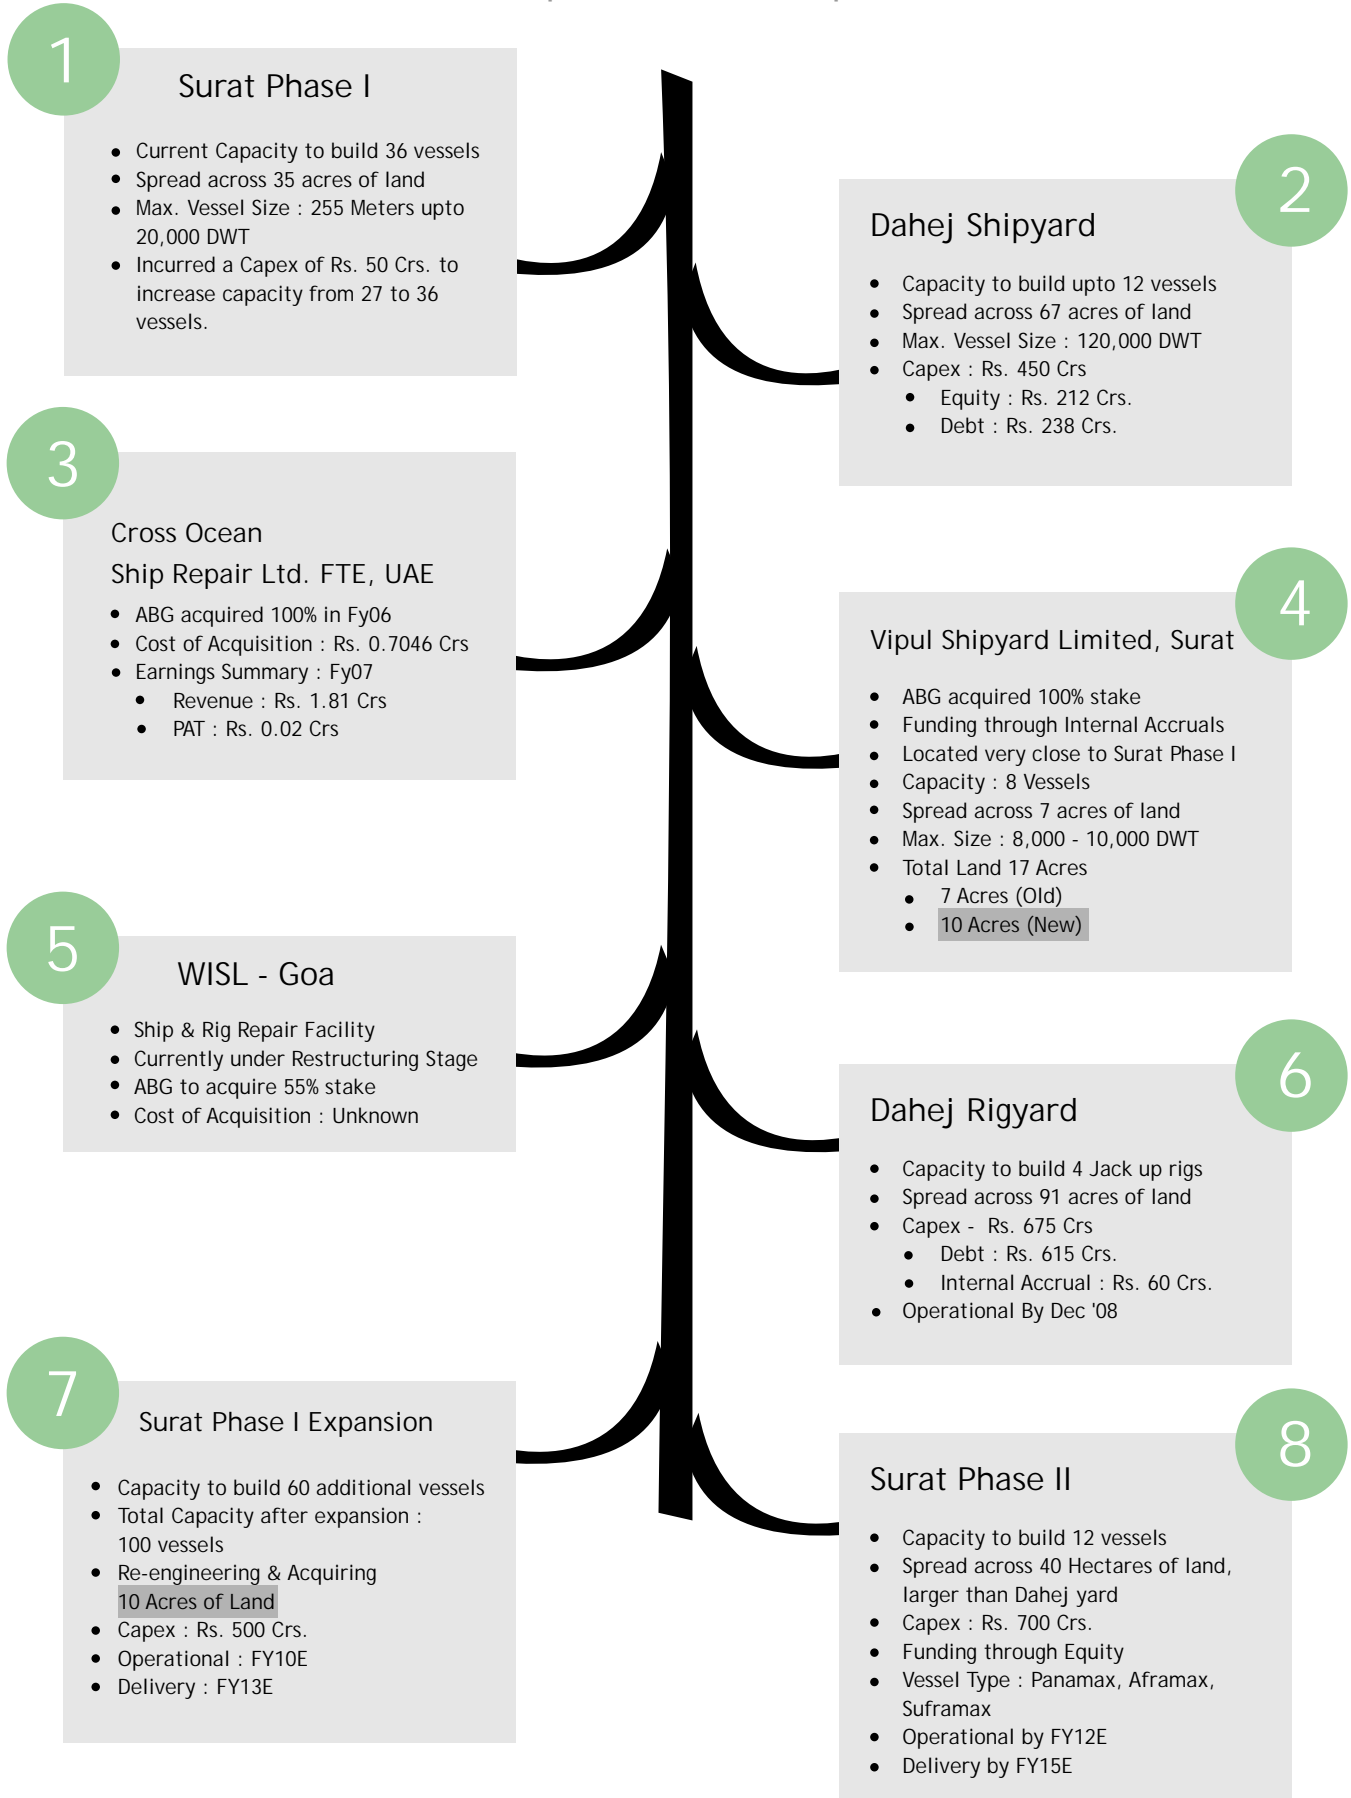 1
Surat Phase I
• Current Capacity to build 36 vessels
• Spread across 35 acres of land
• Max. Vessel Size : 255 Meters upto
20,000 DWT
• Incurred a Capex of Rs. 50 Crs. to
increase capacity from 27 to 36
vessels.
2
Dahej Shipyard
• Capacity to build upto 12 vessels
• Spread across 67 acres of land
• Max. Vessel Size : 120,000 DWT
• Capex : Rs. 450 Crs
• Equity : Rs. 212 Crs.
• Debt : Rs. 238 Crs.
3
Cross Ocean
Ship Repair Ltd. FTE, UAE
• ABG acquired 100% in Fy06
• Cost of Acquisition : Rs. 0.7046 Crs
• Earnings Summary : Fy07
• Revenue : Rs. 1.81 Crs
• PAT : Rs. 0.02 Crs
4
Vipul Shipyard Limited, Surat
• ABG acquired 100% stake
• Funding through Internal Accruals
• Located very close to Surat Phase I
• Capacity : 8 Vessels
• Spread across 7 acres of land
• Max. Size : 8,000 - 10,000 DWT
• Total Land 17 Acres
• 7 Acres (Old)
• 10 Acres (New)
5
WISL - Goa
• Ship & Rig Repair Facility
• Currently under Restructuring Stage
• ABG to acquire 55% stake
• Cost of Acquisition : Unknown
6
Dahej Rigyard
• Capacity to build 4 Jack up rigs
• Spread across 91 acres of land
• Capex - Rs. 675 Crs
• Debt : Rs. 615 Crs.
• Internal Accrual : Rs. 60 Crs.
• Operational By Dec '08
7
Surat Phase I Expansion
• Capacity to build 60 additional vessels
• Total Capacity after expansion :
100 vessels
• Re-engineering & Acquiring
10 Acres of Land
• Capex : Rs. 500 Crs.
• Operational : FY10E
• Delivery : FY13E
8
Surat Phase II
• Capacity to build 12 vessels
• Spread across 40 Hectares of land,
larger than Dahej yard
• Capex : Rs. 700 Crs.
• Funding through Equity
• Vessel Type : Panamax, Aframax,
Suframax
• Operational by FY12E
• Delivery by FY15E